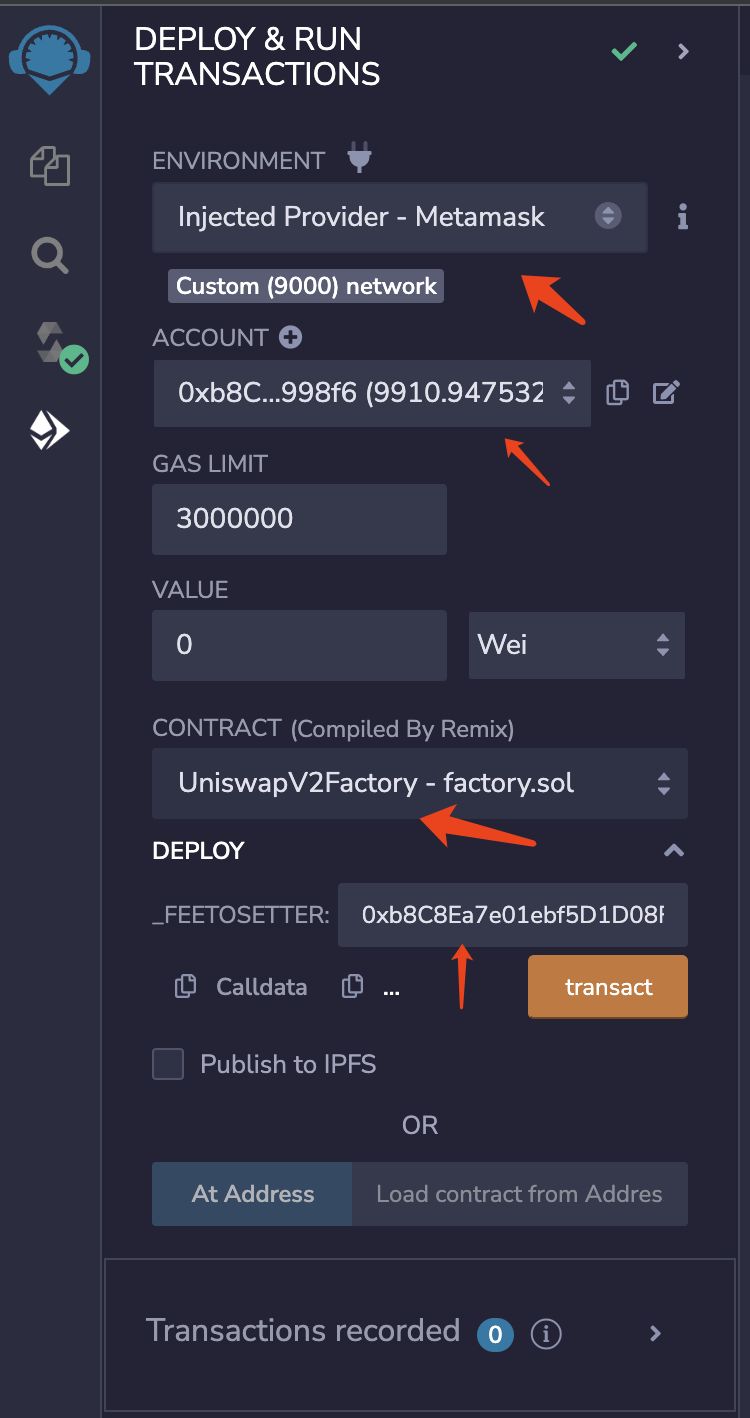 DEPLOY & RUN
TRANSACTIONS
ENVIRONMENT
Injected Provider - Metamask
Custom (9000) network
ACCOUNT
0xb8C...998f6 (9910.947532
GAS LIMIT
3000000
VALUE
0 Wei
CONTRACT (Compiled By Remix)
UniswapV2Factory - factory.sol
DEPLOY
_FEETOSETTER: 0xb8C8Ea7e01ebf5D1D08F
Calldata ... transact
Publish to IPFS
OR
At Address Load contract from Addres
Transactions recorded 0